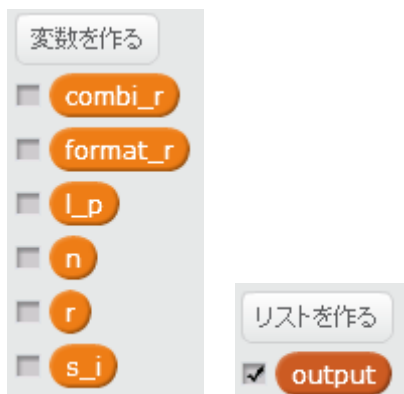 変数を作る
combi_r
format_r
l_p
n
r
s_i
リストを作る
output